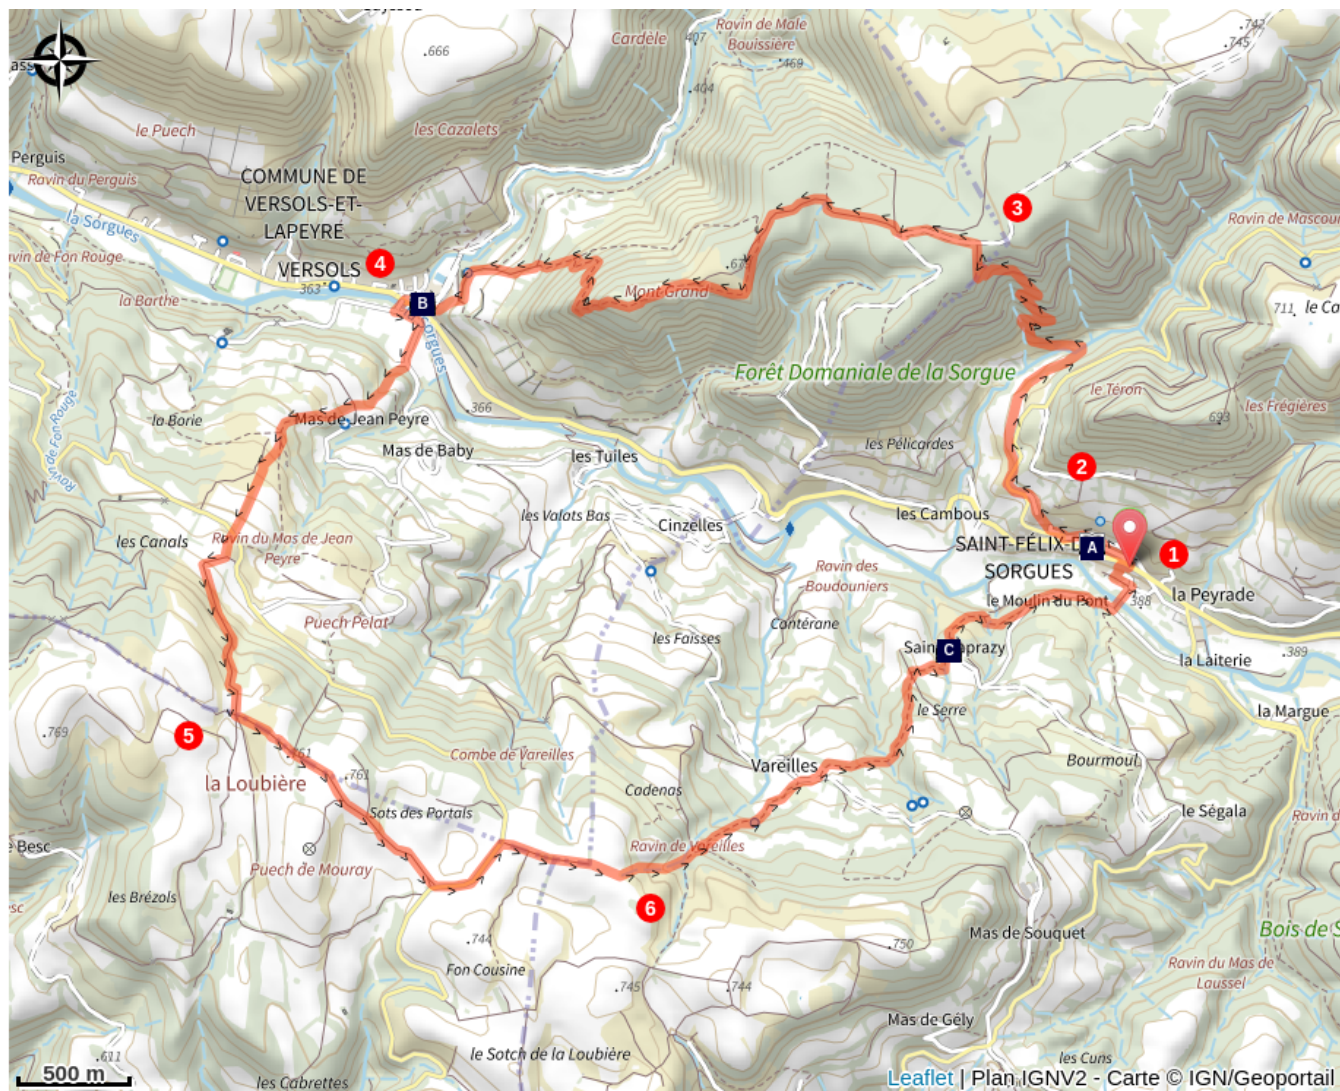 Cardèle
407
Ravin de Male
Bouissière
469
.742
745
.666
404
le Puech
les Cazalets
Perguis
Ravin du Perguis
COMMUNE DE
VERSOLS-ET-
LAPEYRE
la Sorgues
3
Ravin de Fon Rouge
VERSOLS
4
363
B
la Barthe
Mont Grand
711
Sorgues
Forêt Domaniale de la Sorgue
le Téron
les Frégières
693
.366
la Borie
Mas de Jean Peyre
Mas de Baby
les Tuiles
les Pélicardes
2
Ravin de Fon Rouge
les Valats Bas
Cinzelles
les Cambous
les Canals
Ravin du Mas de Jean
Peyre
SAINT-FÉLIX-DE
SORGUES
A
1
Ravin des
Boudouniers
la Peyrade
le Moulin du Pont
388
Puech Pelat
Cantérane
les Faisses
C
la Laiterie
.389
le Serre
la Margue
5
.769
Combe de Vareilles
.761
.761
la Loubière
Vareilles
Bourmoul
Cadenas
Sots des Portals
le Ségala
Besc
Ravin de Vareilles
Puech de Mouray
les Brézols
6
.744
.750
Mas de Souquet
Fon Cousine
.745
.744
Ravin du Mas de
Laussel
Mas de Gély
le Sotch de la Loubière
.611
les Cuns
500 m
les Cabrettes
Leaflet | Plan IGNV2 - Carte © IGN/Geoportail